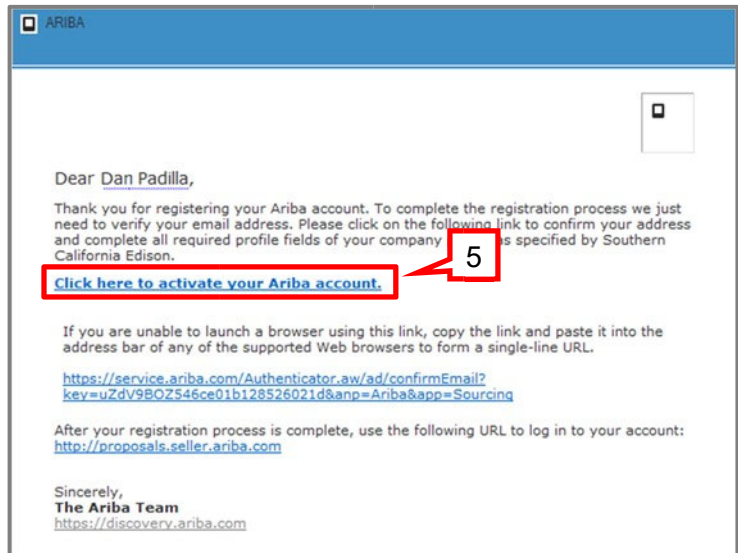 ARIBA
Dear Dan Padilla,
Thank you for registering your Ariba account. To complete the registration process we just
need to verify your email address. Please click on the following link to confirm your address
and complete all required profile fields of your company as specified by Southern
California Edison.
5
Click here to activate your Ariba account.
If you are unable to launch a browser using this link, copy the link and paste it into the
address bar of any of the supported Web browsers to form a single-line URL.
https://service.ariba.com/Authenticator.aw/ad/confirmEmail?
key=uZdV9BOZ546ce01b128526021d&anp=Ariba&app=Sourcing
After your registration process is complete, use the following URL to log in to your account:
http://proposals.seller.ariba.com
Sincerely,
The Ariba Team
https://discovery.ariba.com